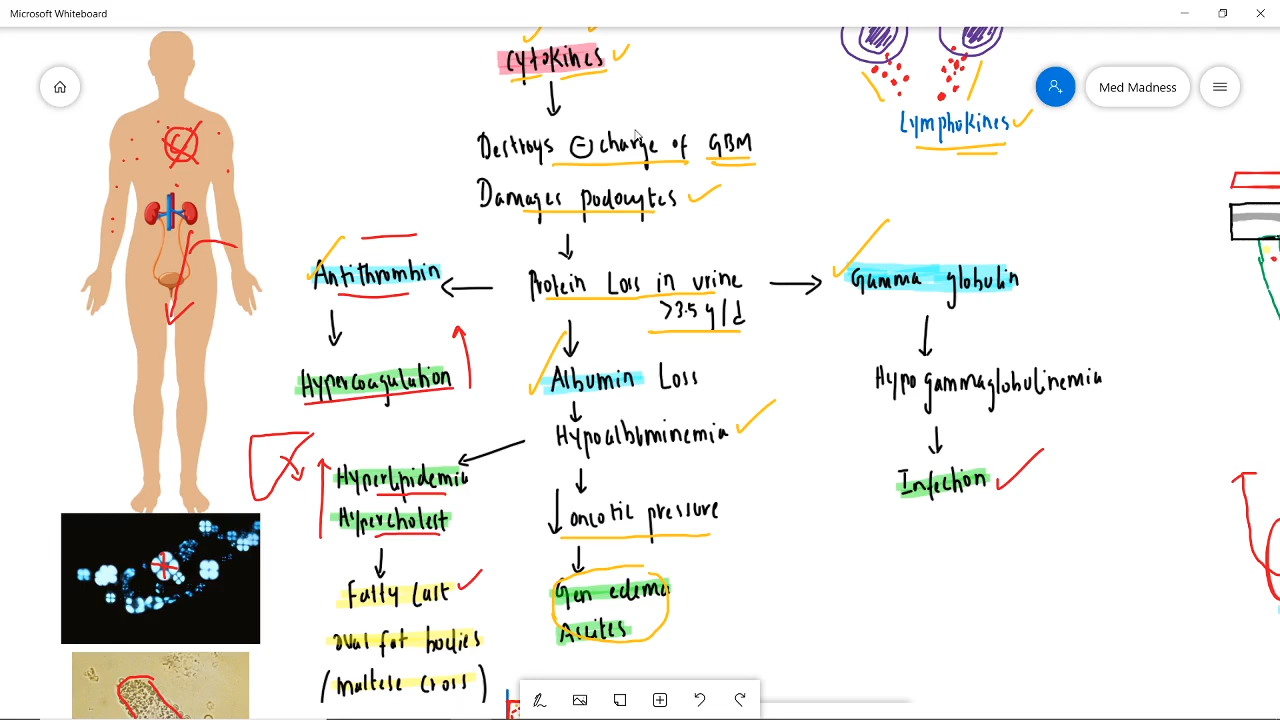 Microsoft Whiteboard
Med Madness
Cytokines
Lymphokines
Destroys ⊖ charge of GBM
Damages podocytes
Antithrombin
Protein Loss in urine
>3.5 g/d
Gamma globulin
Hypercoagulation
Albumin Loss
Hypogammaglobulinemia
Hypoalbuminemia
Hyperlipidemia
Hypercholest
Infection
↓ oncotic pressure
Fatty Cast
Gen edema
Ascites
oval fat bodies
(maltese cross)